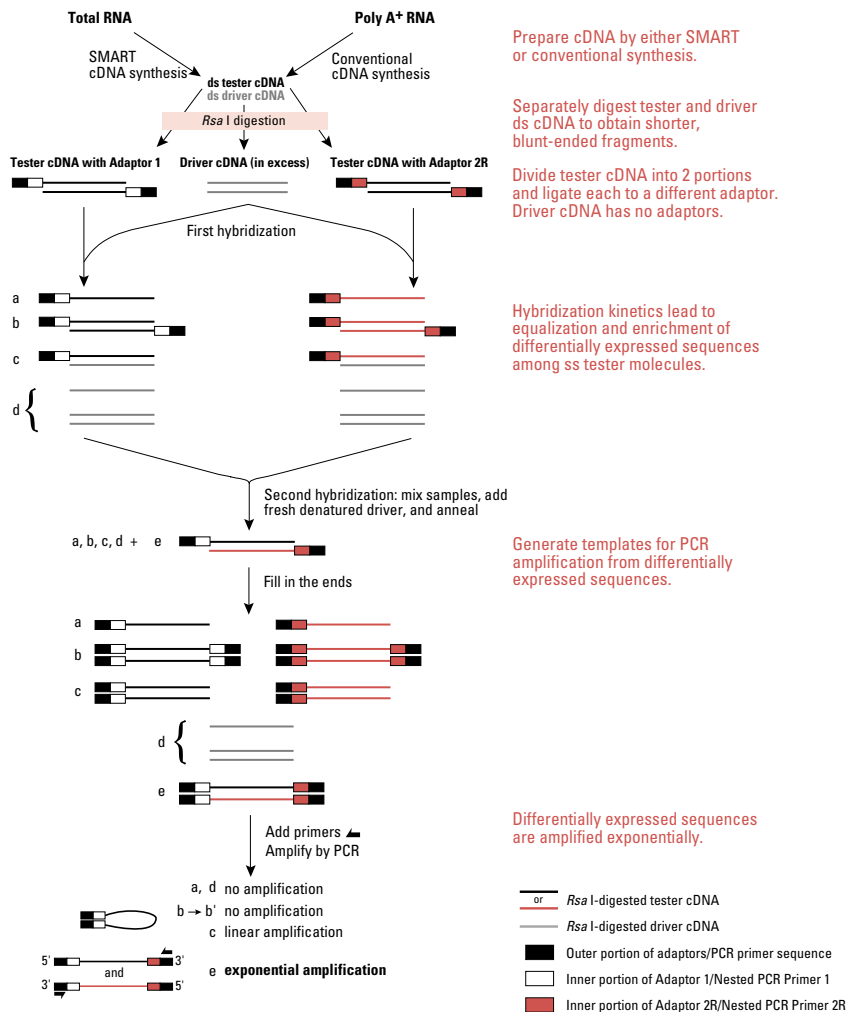 Total RNA
Poly A+ RNA
Prepare cDNA by either SMART
or conventional synthesis.
SMART
cDNA synthesis
Conventional
cDNA synthesis
ds tester cDNA
ds driver cDNA
Rsa I digestion
Separately digest tester and driver
ds cDNA to obtain shorter,
blunt-ended fragments.
Tester cDNA with Adaptor 1
Driver cDNA (in excess)
Tester cDNA with Adaptor 2R
Divide tester cDNA into 2 portions
and ligate each to a different adaptor.
Driver cDNA has no adaptors.
First hybridization
a
b
c
d {
Hybridization kinetics lead to
equalization and enrichment of
differentially expressed sequences
among ss tester molecules.
Second hybridization: mix samples, add
fresh denatured driver, and anneal
a, b, c, d + e
Generate templates for PCR
amplification from differentially
expressed sequences.
Fill in the ends
a
b
c
d {
e
Add primers
Amplify by PCR
Differentially expressed sequences
are amplified exponentially.
a, d no amplification
b → b' no amplification
c linear amplification
e exponential amplification
5' 3'
and
3' 5'
or
Rsa I-digested tester cDNA
Rsa I-digested driver cDNA
Outer portion of adaptors/PCR primer sequence
Inner portion of Adaptor 1/Nested PCR Primer 1
Inner portion of Adaptor 2R/Nested PCR Primer 2R